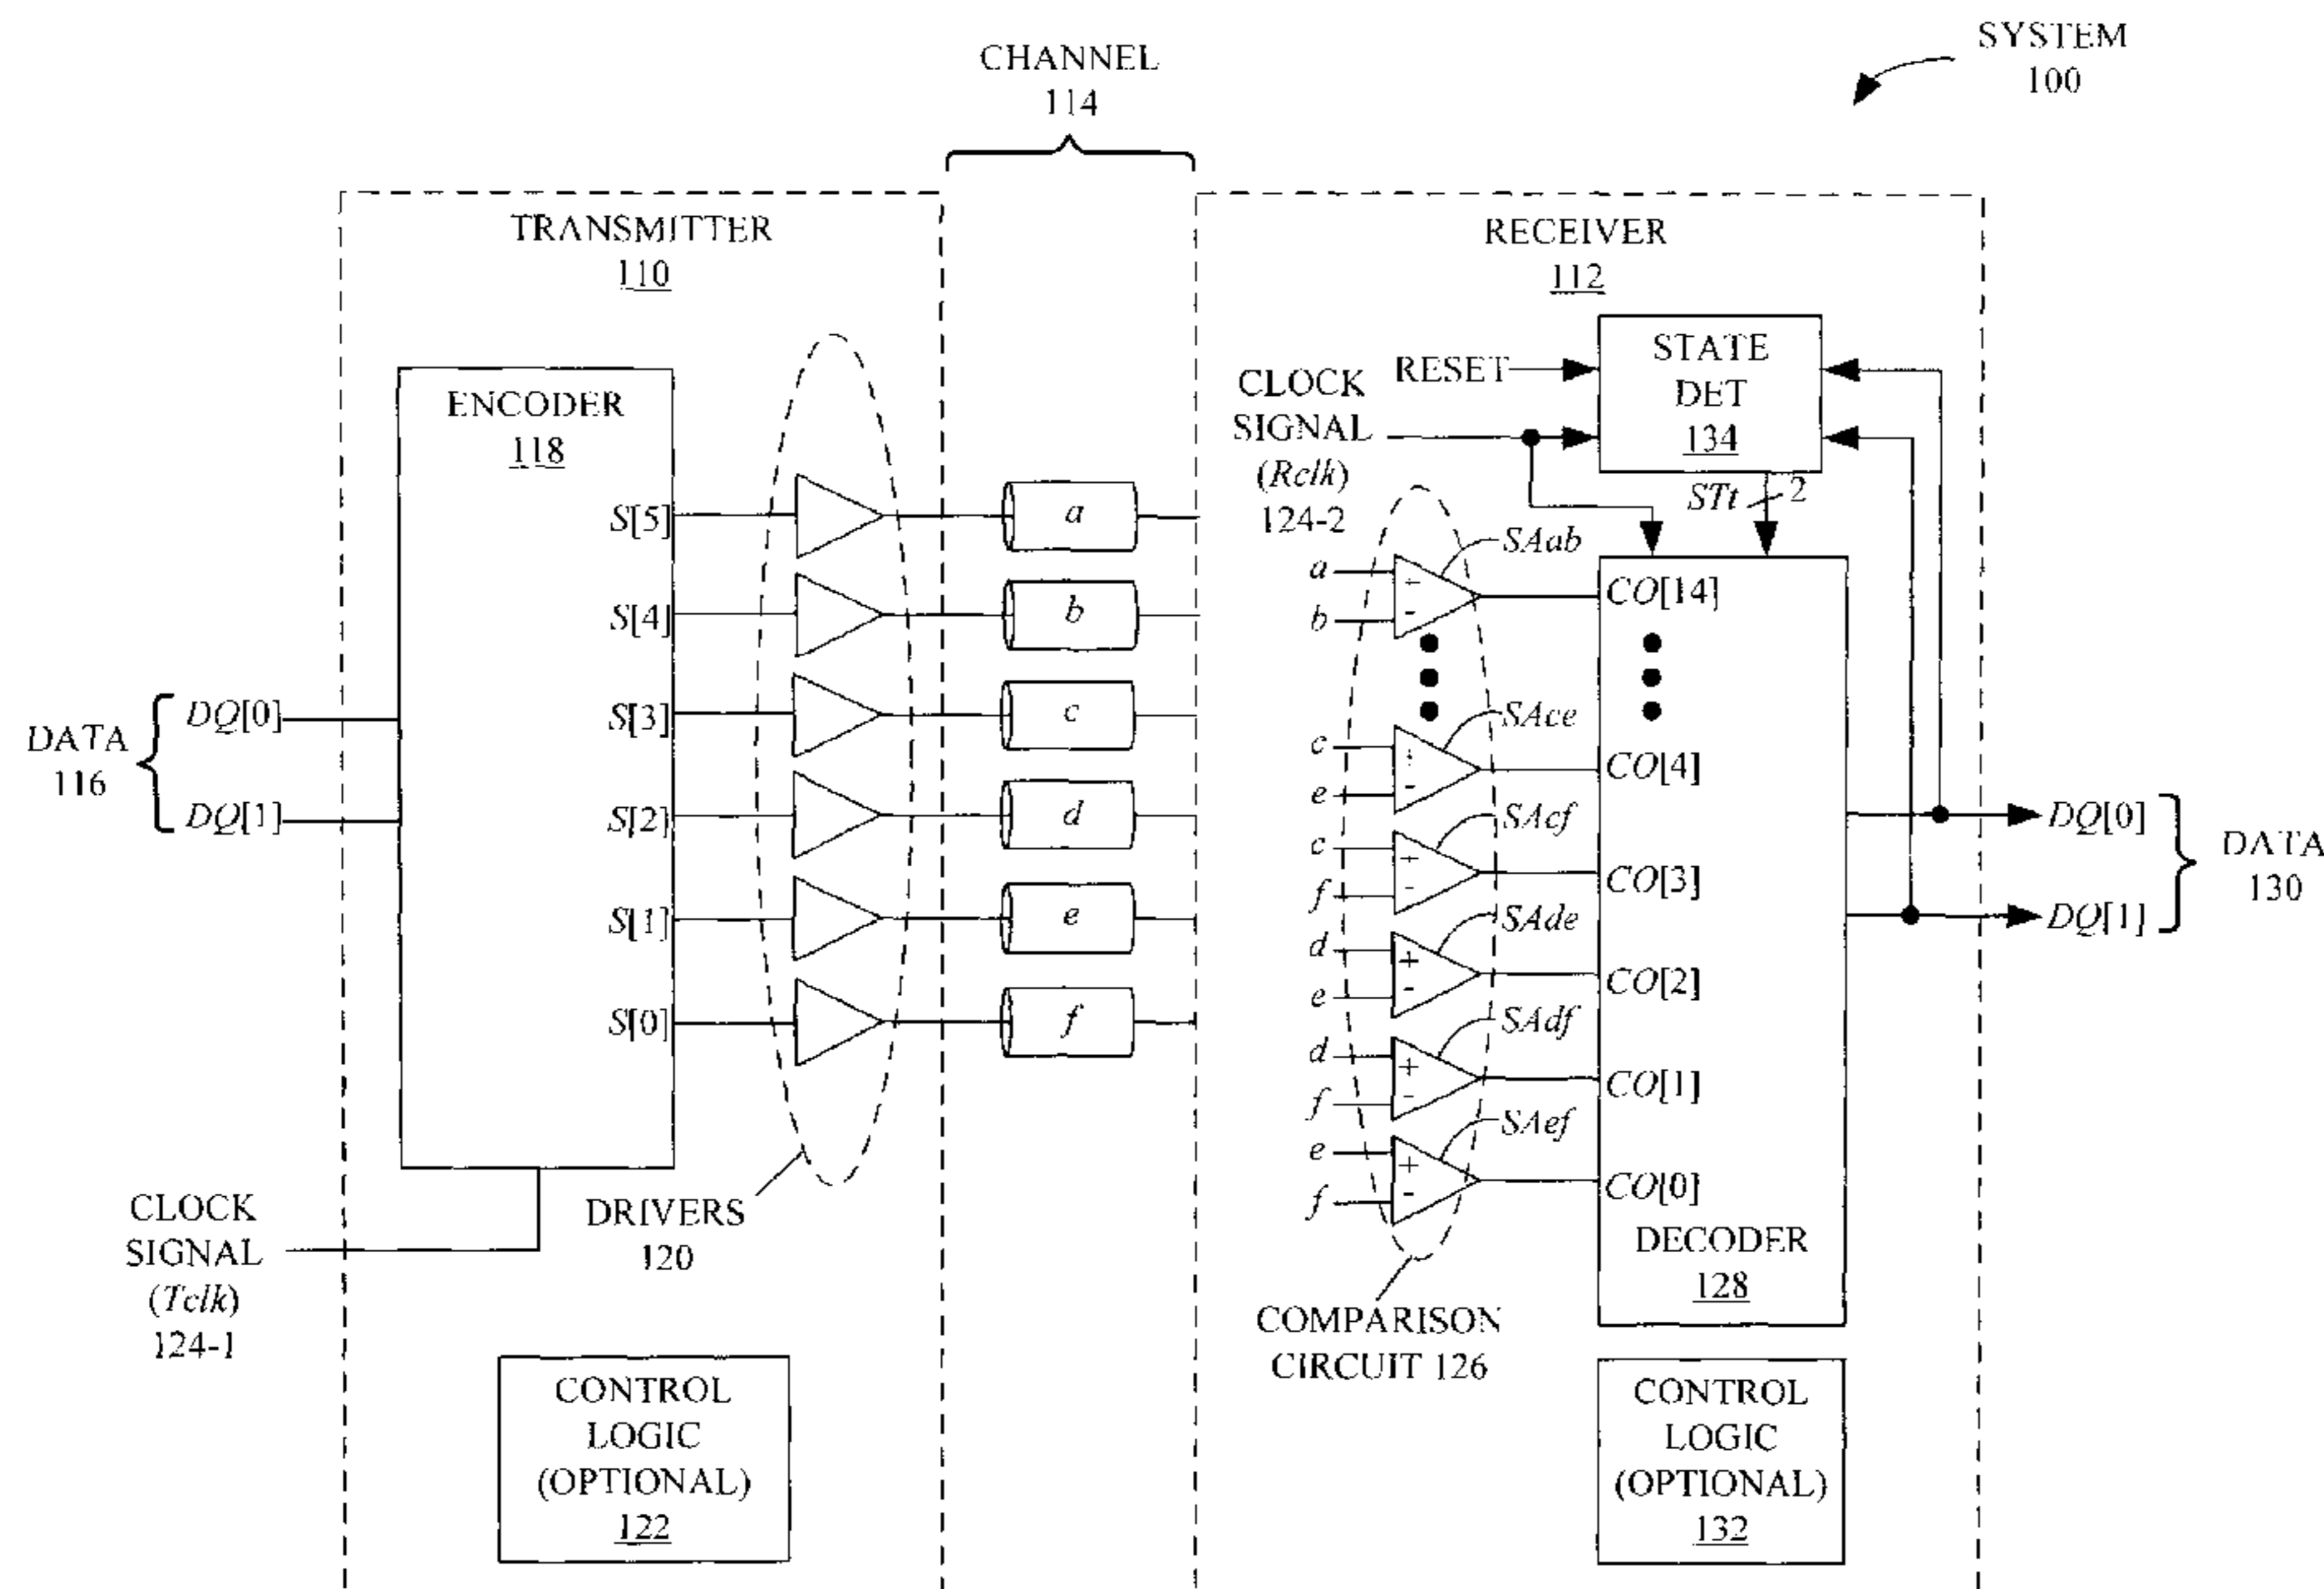 SYSTEM
100
CHANNEL
114
TRANSMITTER
110
RECEIVER
112
ENCODER
118
S[5]
S[4]
S[3]
S[2]
S[1]
S[0]
DATA
116
DQ[0]
DQ[1]
a
b
c
d
e
f
CLOCK
SIGNAL
(Tclk)
124-1
DRIVERS
120
CONTROL
LOGIC
(OPTIONAL)
122
RESET
CLOCK
SIGNAL
(Rclk)
124-2
STATE
DET
134
STt
2
a
b
+
-
SAab
CO[14]
c
e
+
-
SAce
CO[4]
c
f
+
-
SAcf
CO[3]
d
e
+
-
SAde
CO[2]
d
f
+
-
SAdf
CO[1]
e
f
+
-
SAef
CO[0]
DECODER
128
COMPARISON
CIRCUIT 126
DQ[0]
DQ[1]
DATA
130
CONTROL
LOGIC
(OPTIONAL)
132